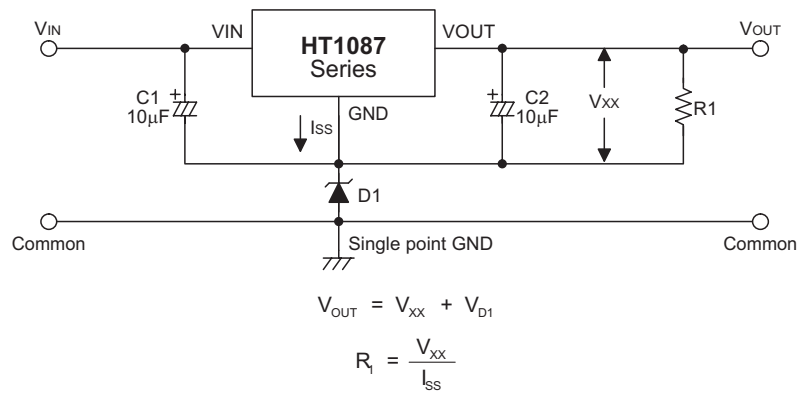 VIN VIN HT1087 VOUT VOUT
Series
C1 + C2 + VXX R1
10μF 10μF
ISS GND
D1
Common Single point GND Common
VOUT = VXX + VD1
R1 = VXX / ISS